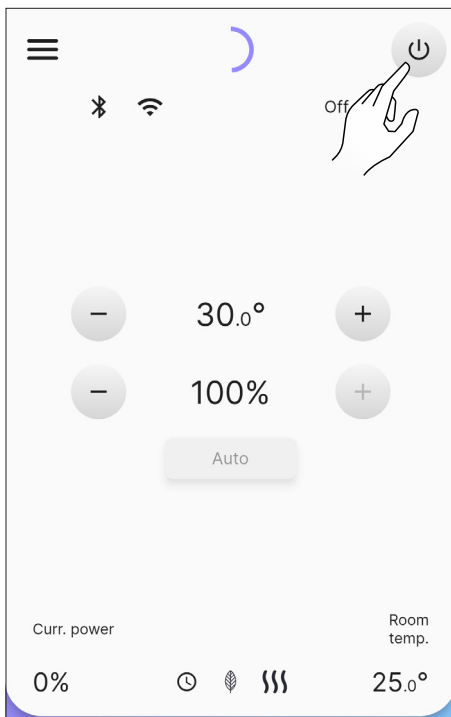 Off
− 30.0° +
− 100% +
Auto
Curr. power
Room
temp.
0%
25.0°